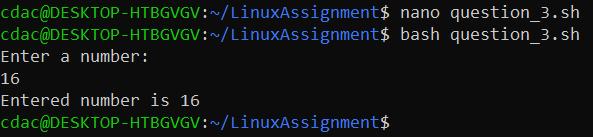 cdac@DESKTOP-HTBGVGV:~/LinuxAssignment$ nano question_3.sh
cdac@DESKTOP-HTBGVGV:~/LinuxAssignment$ bash question_3.sh
Enter a number:
16
Entered number is 16
cdac@DESKTOP-HTBGVGV:~/LinuxAssignment$